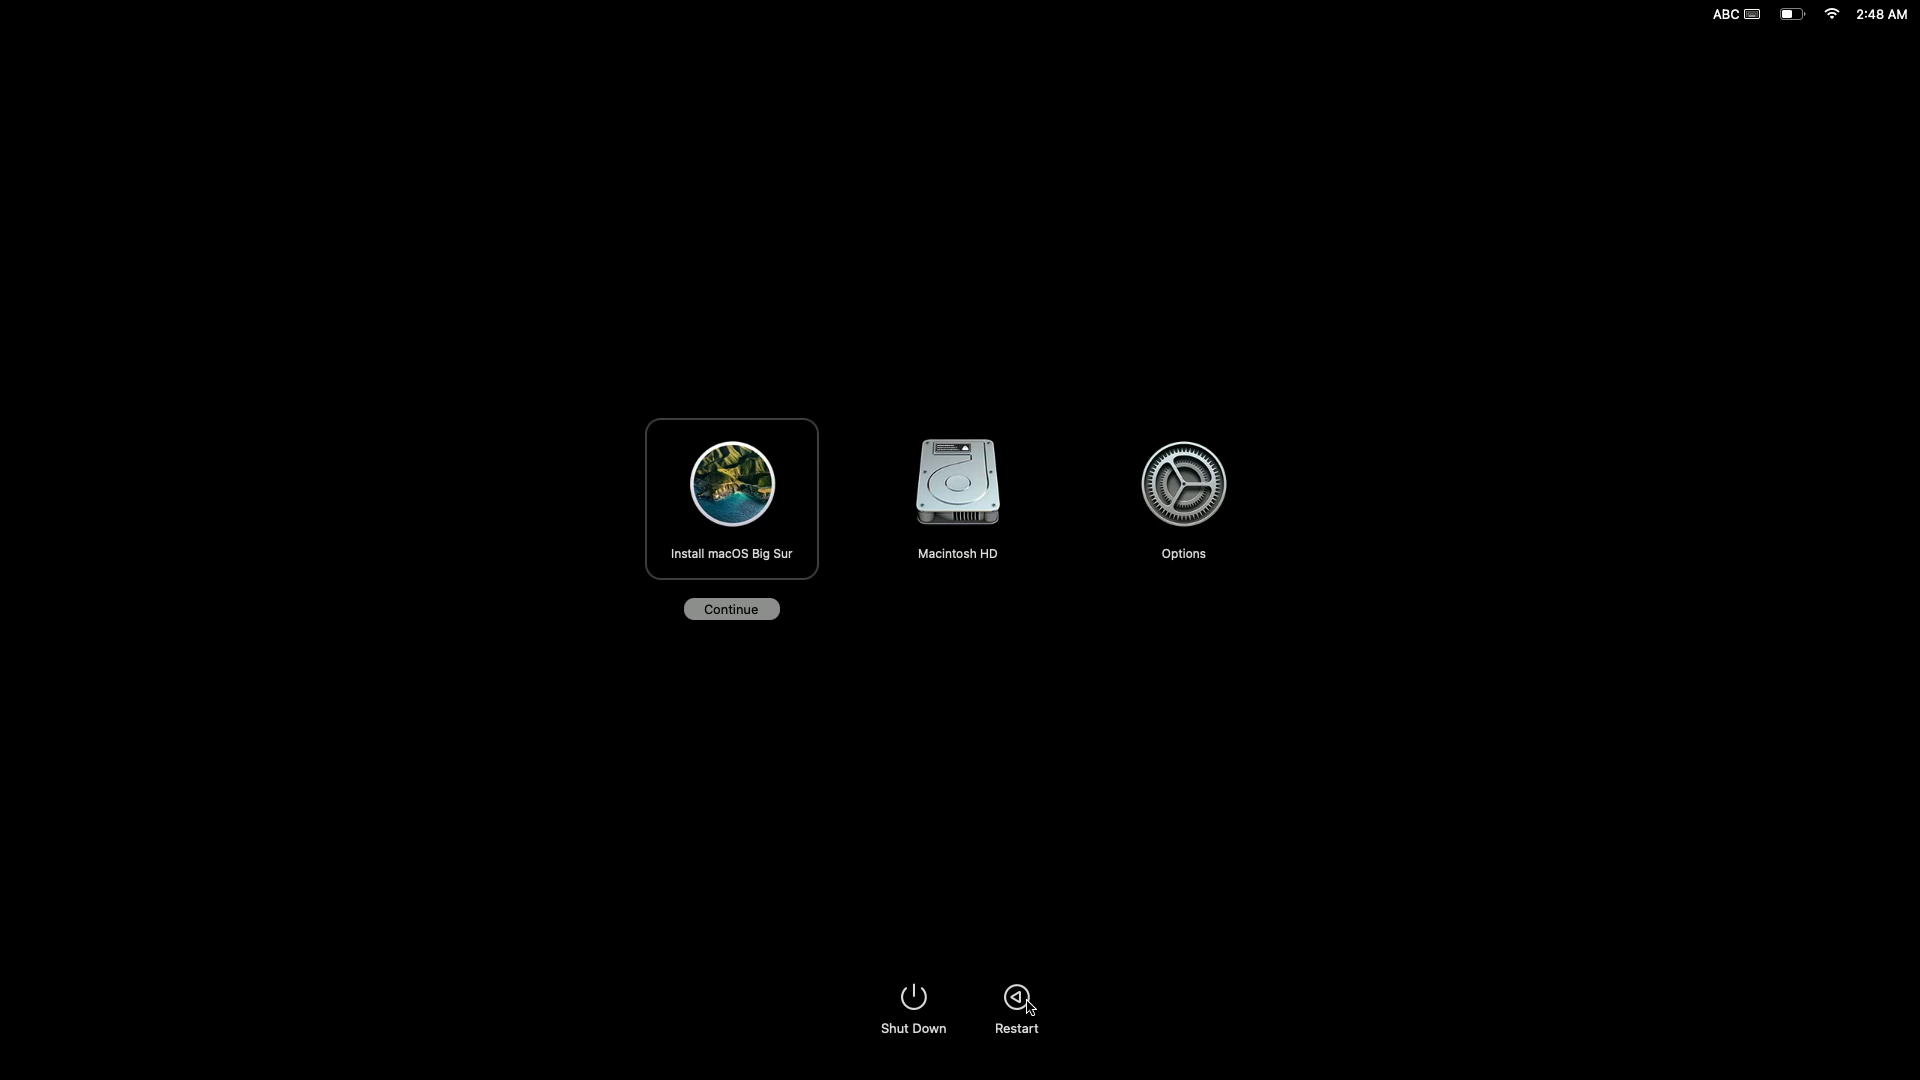 ABC
2:48 AM
Install macOS Big Sur
Macintosh HD
Options
Continue
Shut Down
Restart